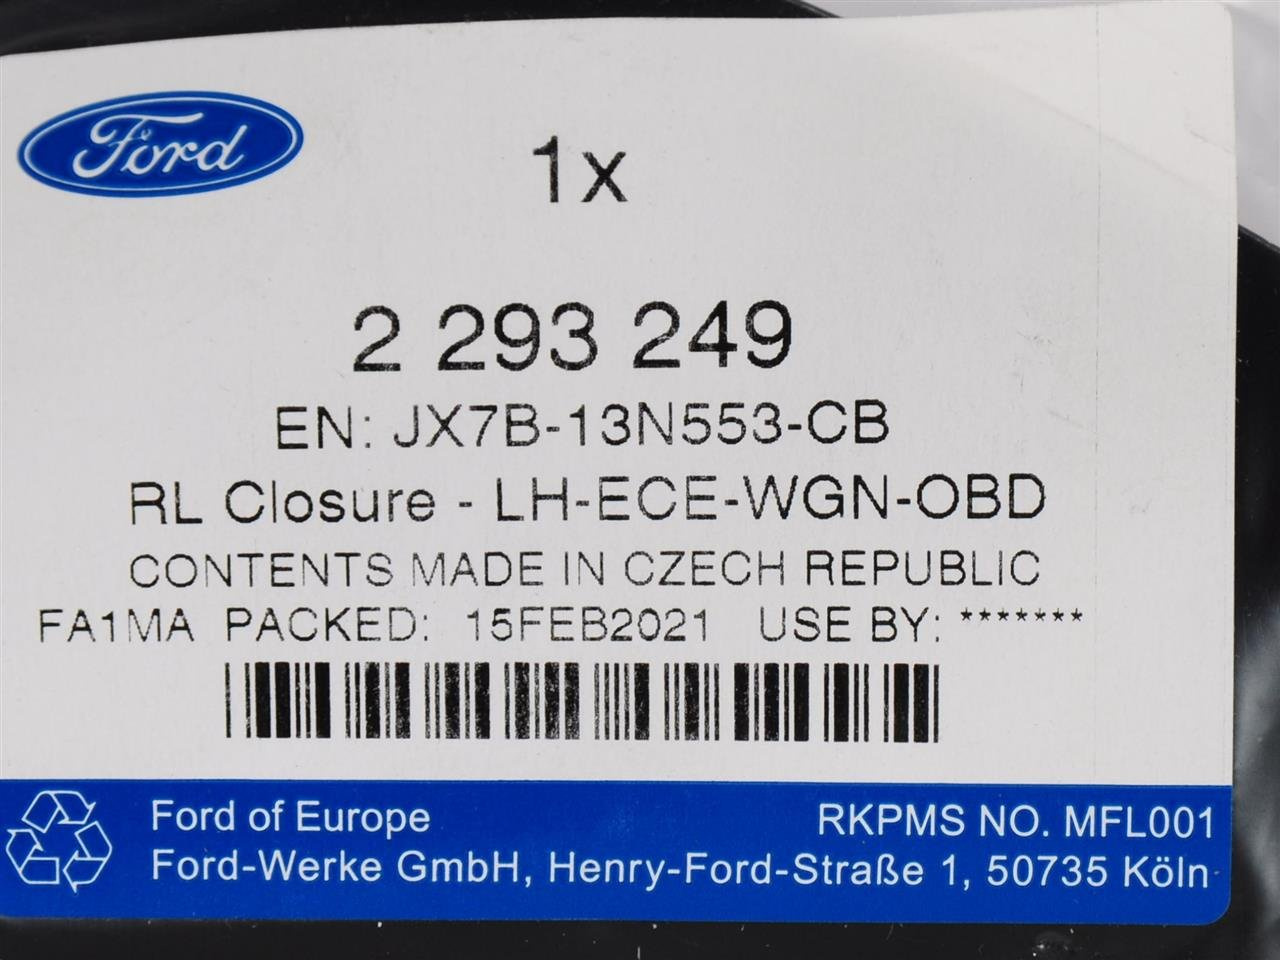 Ford
1x
2 293 249
EN: JX7B-13N553-CB
RL Closure - LH-ECE-WGN-OBD
CONTENTS MADE IN CZECH REPUBLIC
FA1MA PACKED: 15FEB2021 USE BY: *******
Ford of Europe RKPMS NO. MFL001
Ford-Werke GmbH, Henry-Ford-Straße 1, 50735 Köln